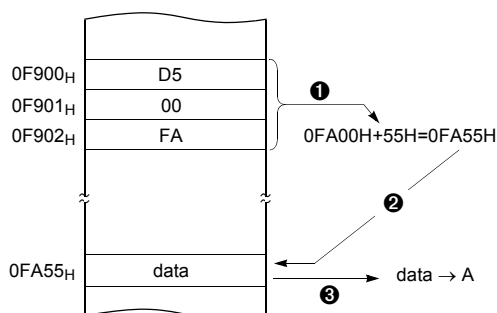 0F900H D5
0F901H 00
0F902H FA
❶
0FA00H+55H=0FA55H
❷
0FA55H data
❸
data → A